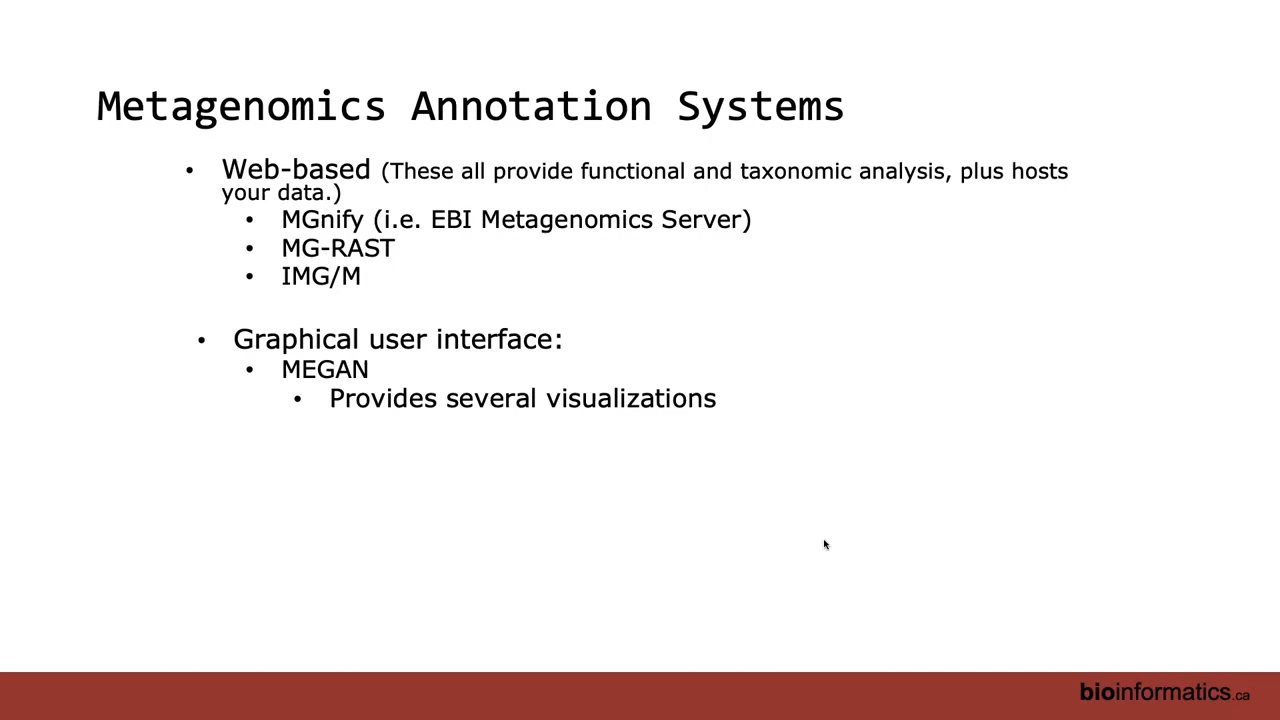 Metagenomics Annotation Systems
• Web-based (These all provide functional and taxonomic analysis, plus hosts
your data.)
• MGnify (i.e. EBI Metagenomics Server)
• MG-RAST
• IMG/M
• Graphical user interface:
• MEGAN
• Provides several visualizations
bioinformatics.ca